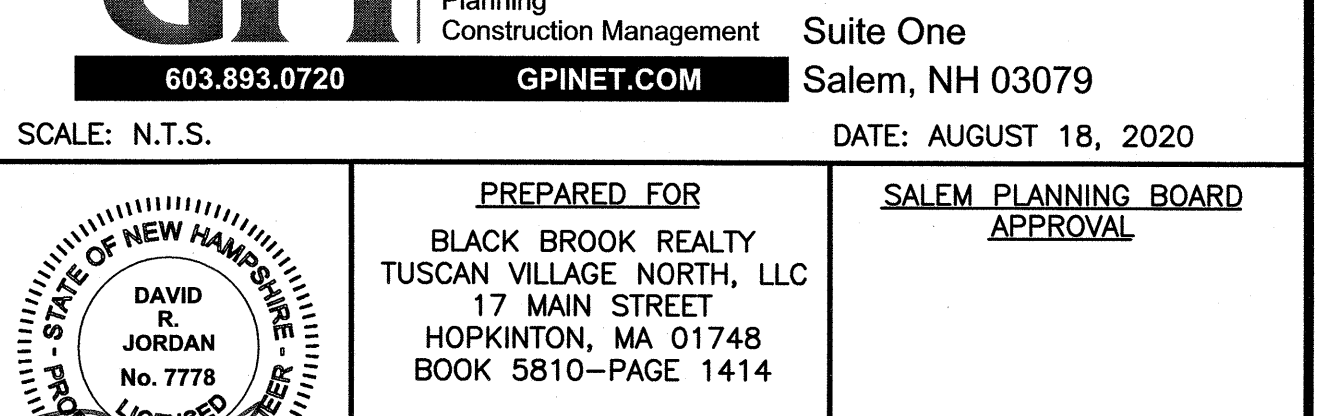 GPI
Planning
Construction Management
Suite One
603.893.0720
GPINET.COM
Salem, NH 03079
SCALE: N.T.S.
DATE: AUGUST 18, 2020
STATE OF NEW HAMPSHIRE
DAVID
R.
JORDAN
No. 7778
LICENSED
PREPARED FOR
BLACK BROOK REALTY
TUSCAN VILLAGE NORTH, LLC
17 MAIN STREET
HOPKINTON, MA 01748
BOOK 5810-PAGE 1414
SALEM PLANNING BOARD
APPROVAL